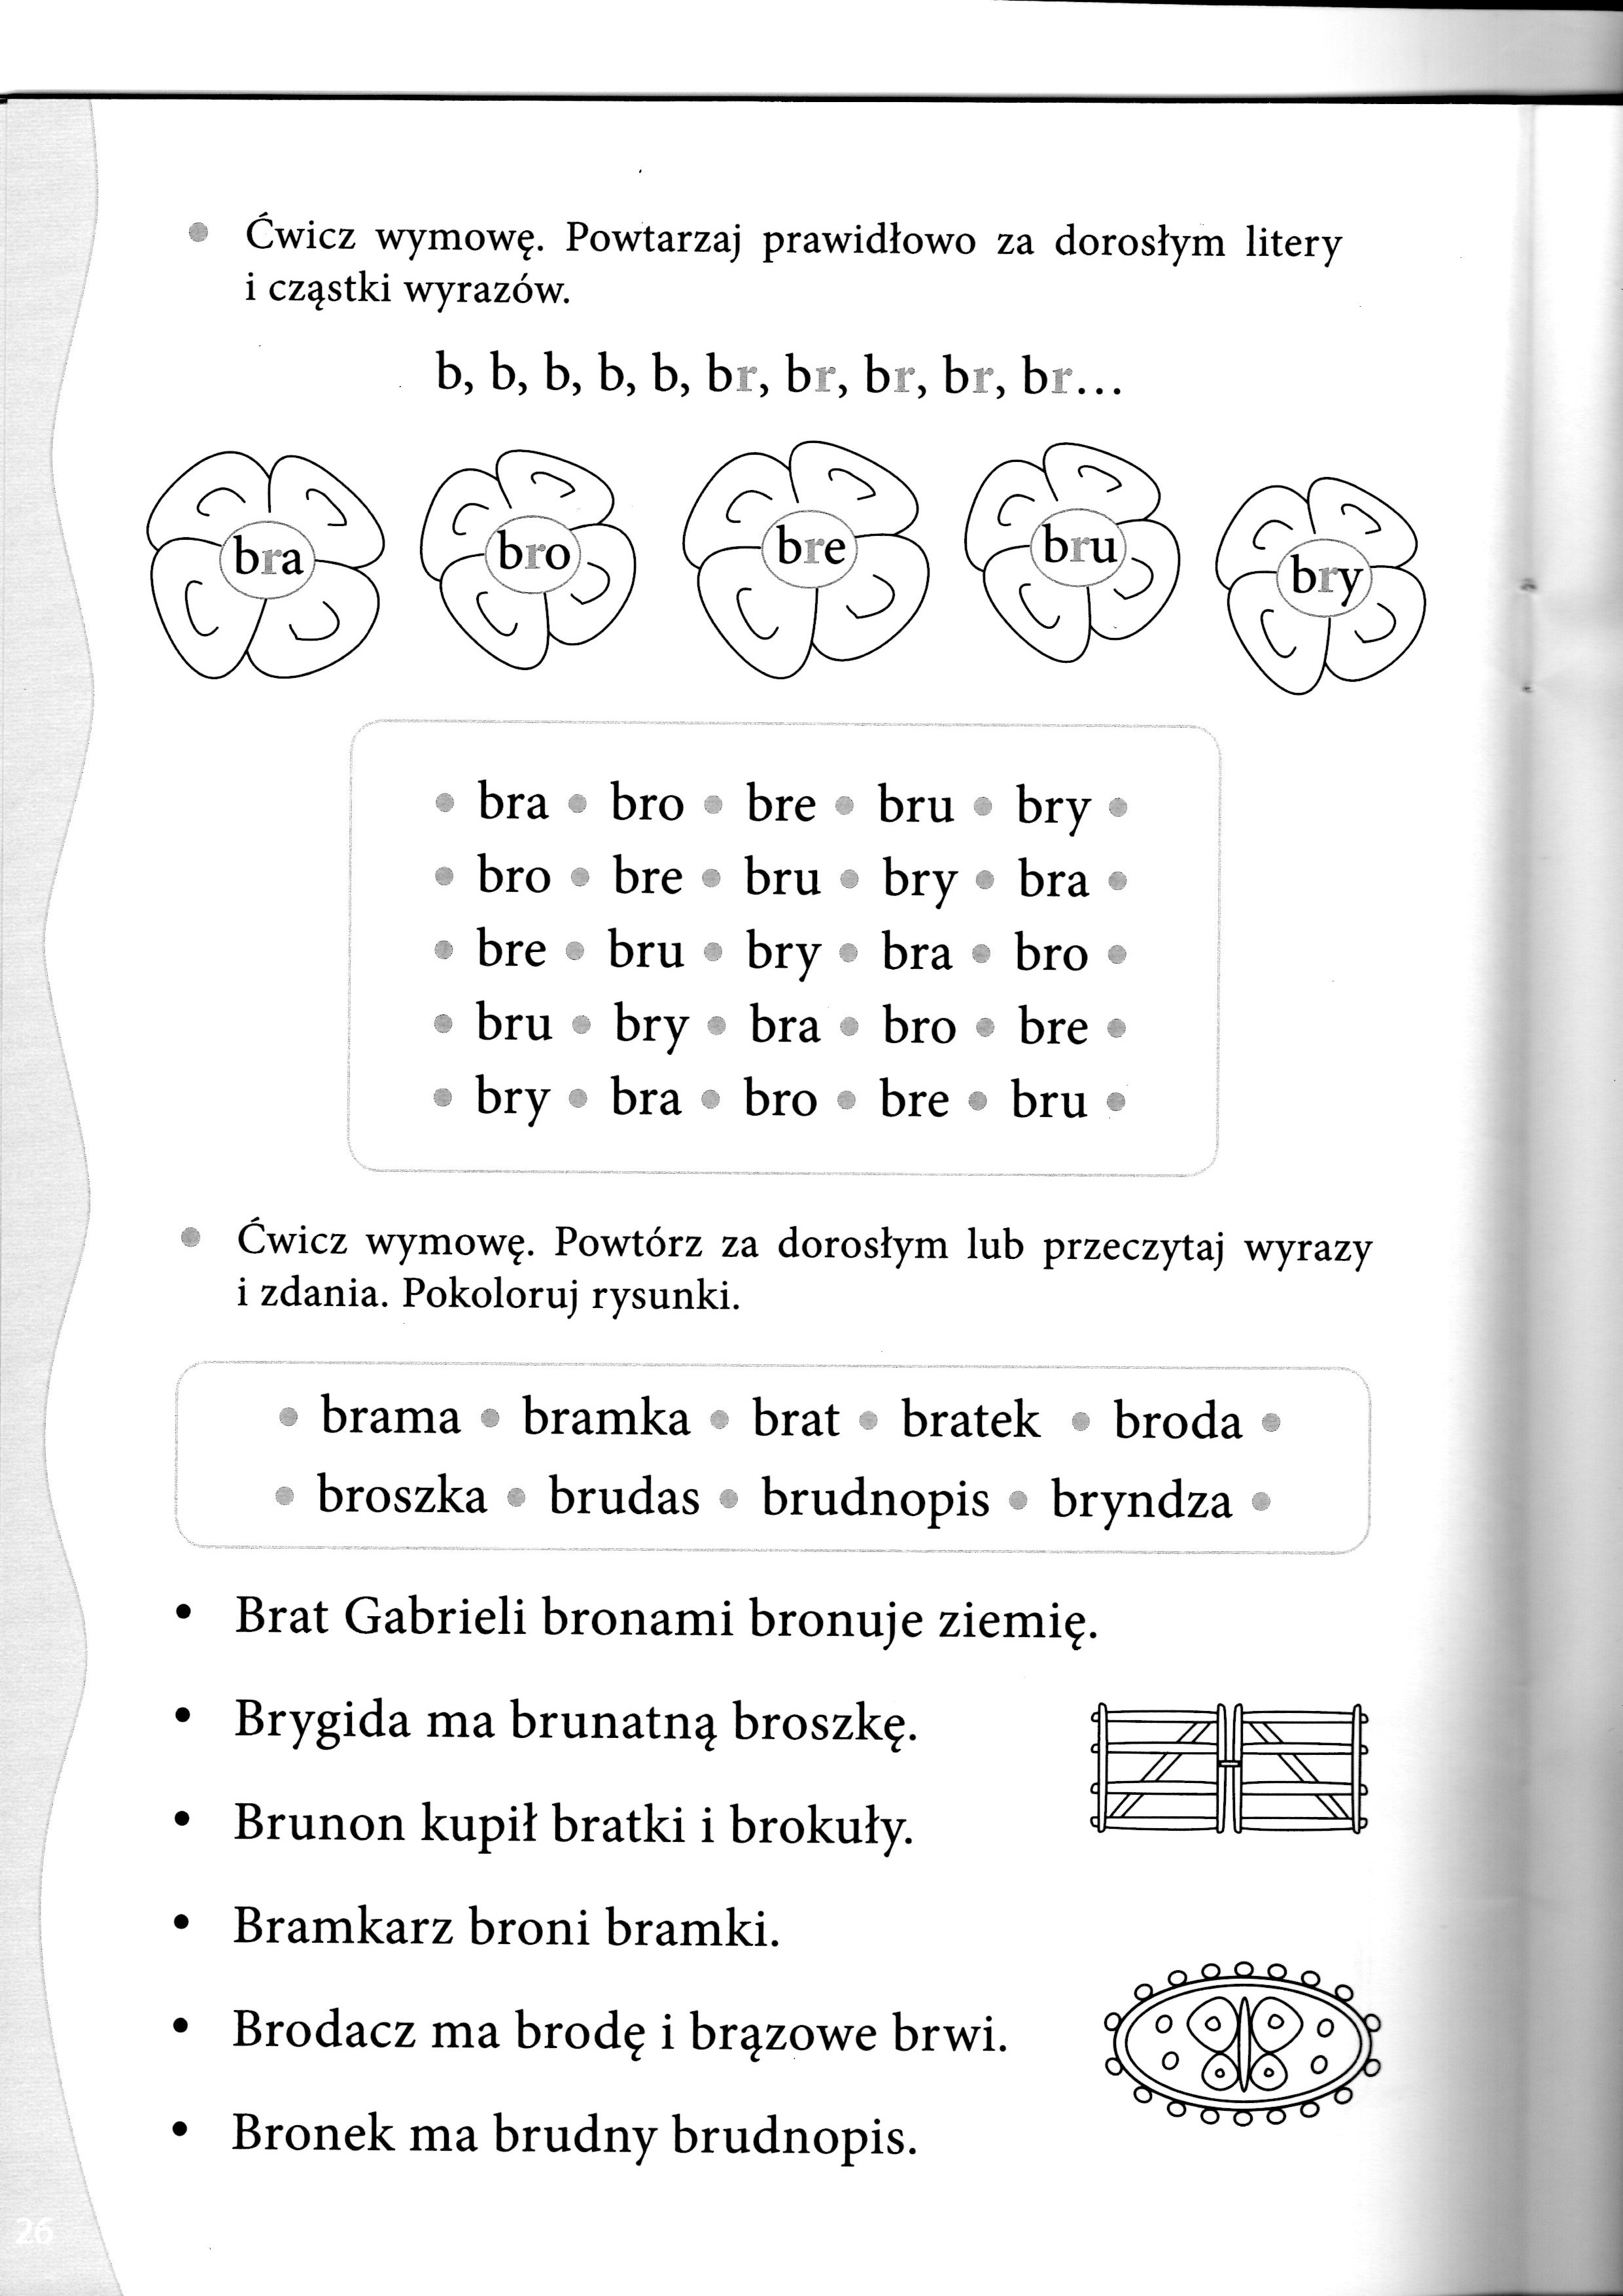 • Ćwicz wymowę. Powtarzaj prawidłowo za dorosłym litery
i cząstki wyrazów.
b, b, b, b, b, br, br, br, br, br...
bra bro bre bru bry
• bra • bro • bre • bru • bry •
• bro • bre • bru • bry • bra •
• bre • bru • bry • bra • bro •
• bru • bry • bra • bro • bre •
• bry • bra • bro • bre • bru •
• Ćwicz wymowę. Powtórz za dorosłym lub przeczytaj wyrazy
i zdania. Pokoloruj rysunki.
• brama • bramka • brat • bratek • broda •
• broszka • brudas • brudnopis • bryndza •
• Brat Gabrieli bronami bronuje ziemię.
• Brygida ma brunatną broszkę.
• Brunon kupił bratki i brokuły.
• Bramkarz broni bramki.
• Brodacz ma brodę i brązowe brwi.
• Bronek ma brudny brudnopis.
26